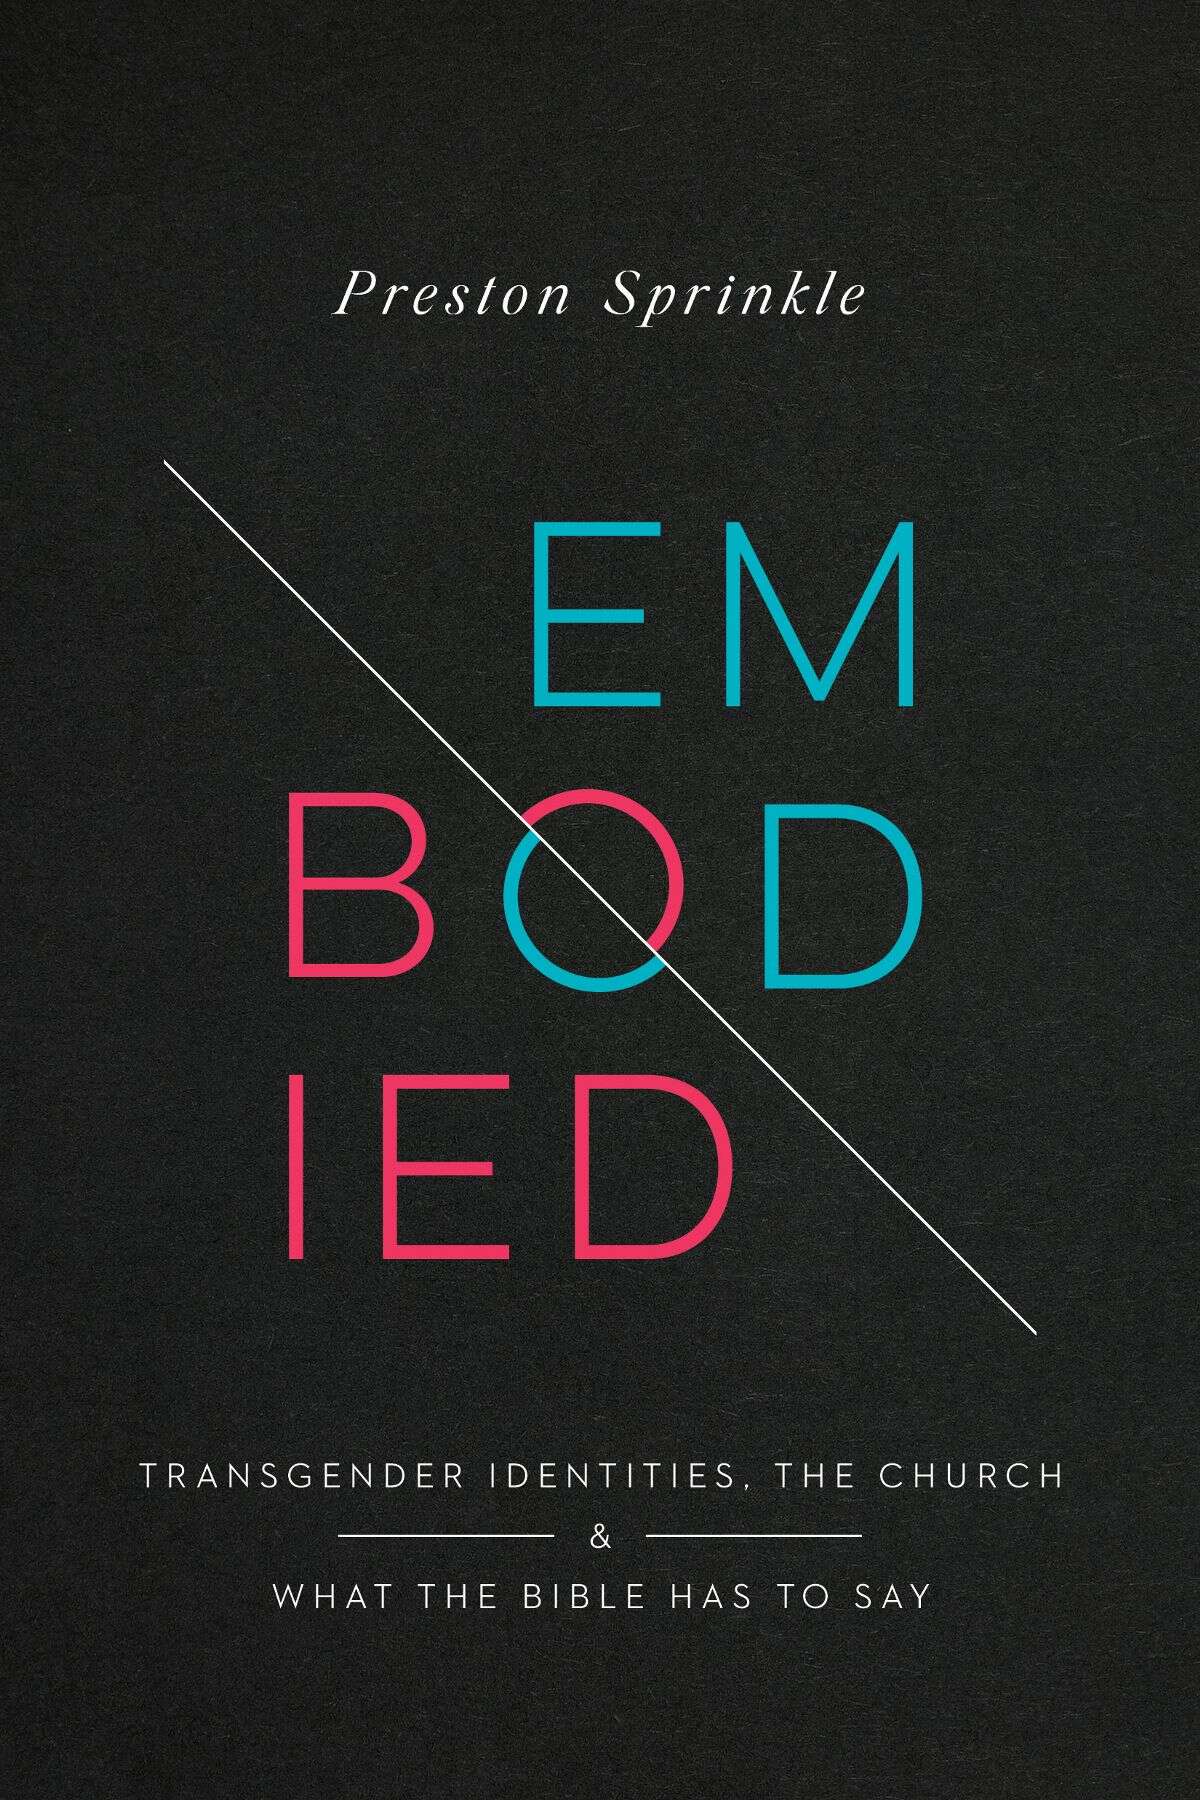 Preston Sprinkle
EM
BOD
IED
TRANSGENDER IDENTITIES, THE CHURCH
&
WHAT THE BIBLE HAS TO SAY